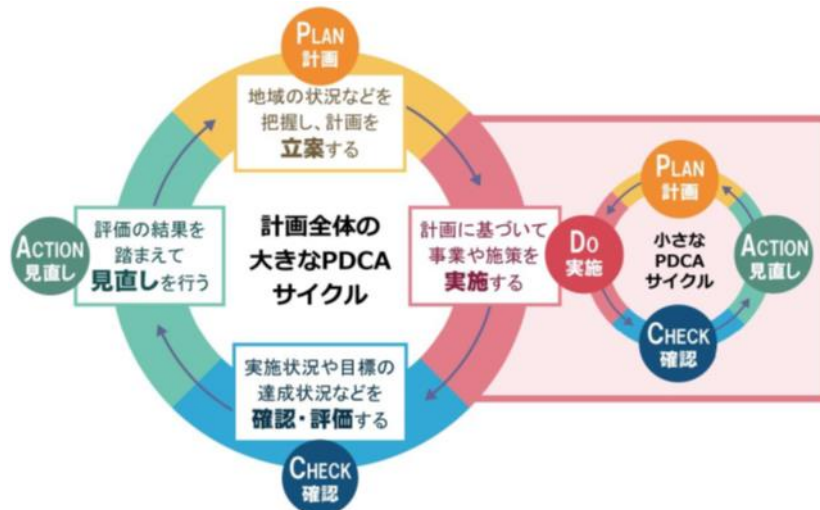 PLAN
計画
地域の状況などを
把握し、計画を
立案する
計画に基づいて
事業や施策を
実施する
DO
実施
実施状況や目標の
達成状況などを
確認・評価する
CHECK
確認
ACTION
見直し
評価の結果を
踏まえて
見直しを行う
計画全体の
大きなPDCA
サイクル
PLAN
計画
小さな
PDCA
サイクル
ACTION
見直し
CHECK
確認